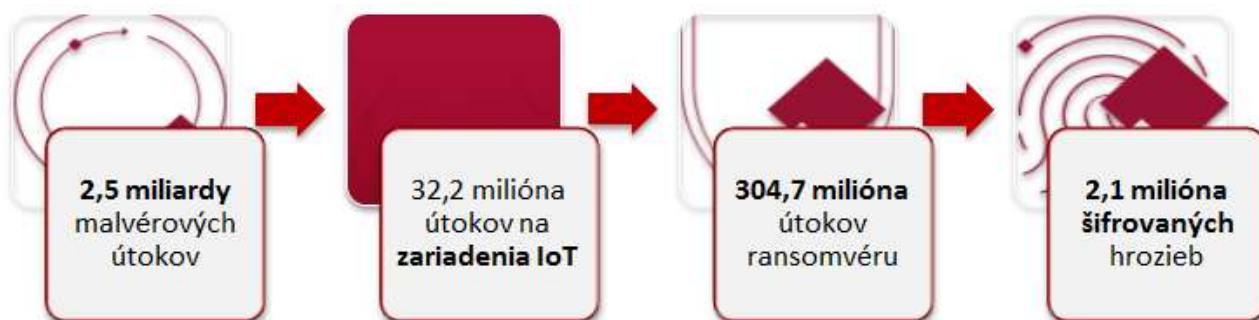 2,5 miliardy
malvérových
útokov
32,2 milióna
útokov na
zariadenia IoT
304,7 milióna
útokov
ransomvéru
2,1 milióna
šifrovaných
hrozieb